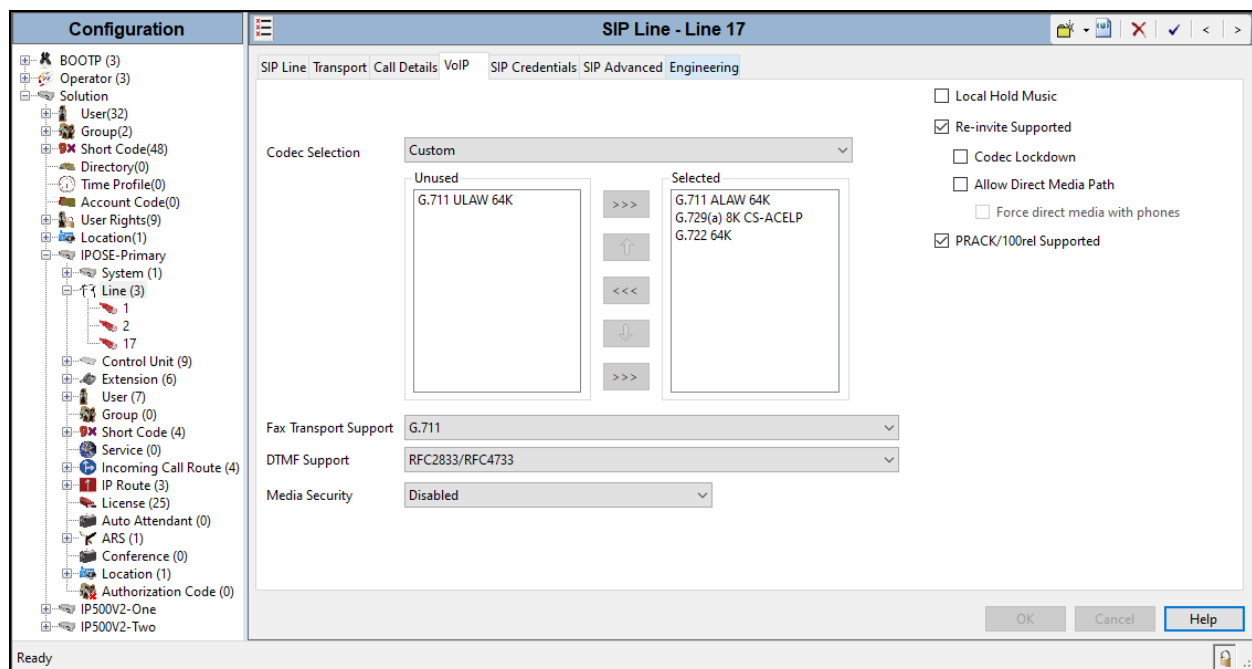 Configuration
BOOTP (3)
Operator (3)
Solution
User(32)
Group(2)
Short Code(48)
Directory(0)
Time Profile(0)
Account Code(0)
User Rights(9)
Location(1)
IPOSE-Primary
System (1)
Line (3)
1
2
17
Control Unit (9)
Extension (6)
User (7)
Group (0)
Short Code (4)
Service (0)
Incoming Call Route (4)
IP Route (3)
License (25)
Auto Attendant (0)
ARS (1)
Conference (0)
Location (1)
Authorization Code (0)
IP500V2-One
IP500V2-Two
SIP Line - Line 17
SIP Line Transport Call Details VoIP SIP Credentials SIP Advanced Engineering
Codec Selection Custom
Unused
G.711 ULAW 64K
>>>
<<<
>>>
Selected
G.711 ALAW 64K
G.729(a) 8K CS-ACELP
G.722 64K
Fax Transport Support G.711
DTMF Support RFC2833/RFC4733
Media Security Disabled
Local Hold Music
Re-invite Supported
Codec Lockdown
Allow Direct Media Path
Force direct media with phones
PRACK/100rel Supported
OK Cancel Help
Ready